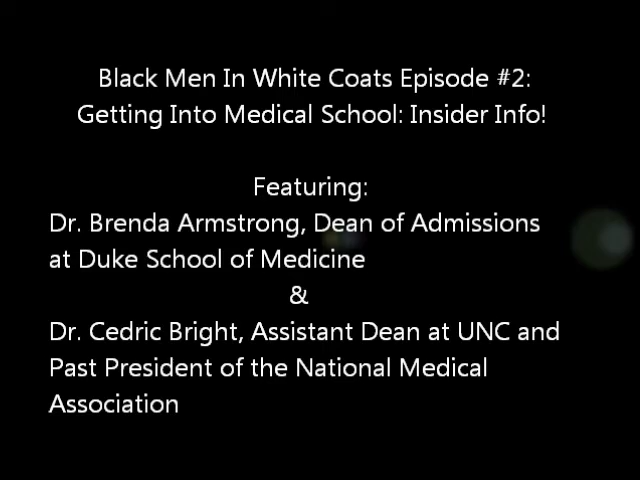 Black Men In White Coats Episode #2:
Getting Into Medical School: Insider Info!
Featuring:
Dr. Brenda Armstrong, Dean of Admissions
at Duke School of Medicine
&
Dr. Cedric Bright, Assistant Dean at UNC and
Past President of the National Medical
Association